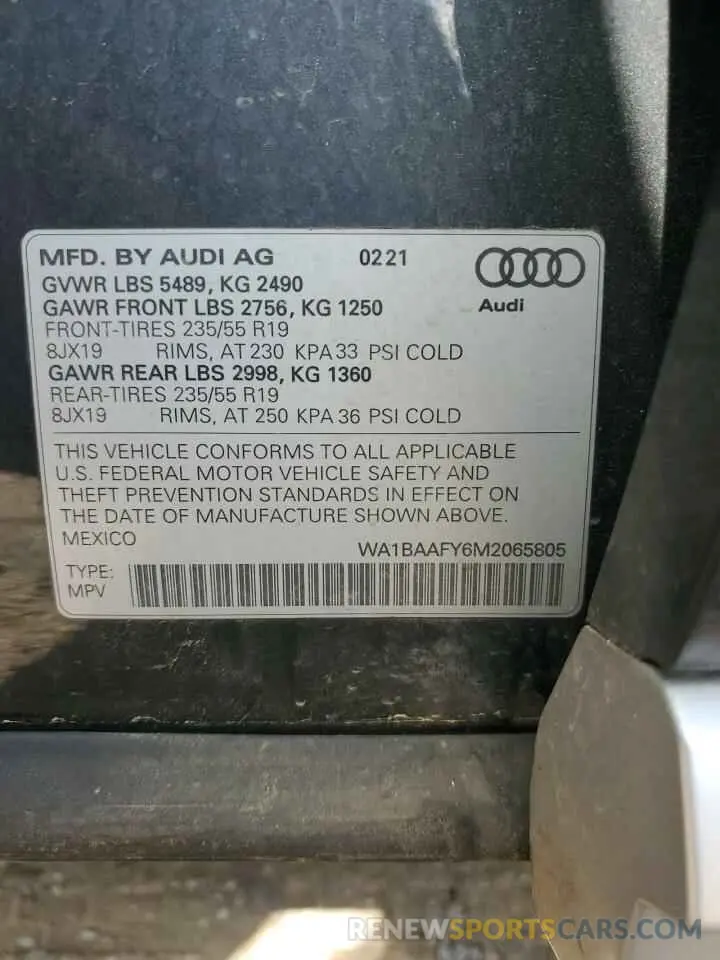 MFD. BY AUDI AG 02 21
GVWR LBS 5489, KG 2490
GAWR FRONT LBS 2756, KG 1250
Audi
FRONT-TIRES 235/55 R19
8JX19 RIMS, AT 230 KPA 33 PSI COLD
GAWR REAR LBS 2998, KG 1360
REAR-TIRES 235/55 R19
8JX19 RIMS, AT 250 KPA 36 PSI COLD
THIS VEHICLE CONFORMS TO ALL APPLICABLE
U.S. FEDERAL MOTOR VEHICLE SAFETY AND
THEFT PREVENTION STANDARDS IN EFFECT ON
THE DATE OF MANUFACTURE SHOWN ABOVE.
MEXICO
WA1BAAFY6M2065805
TYPE:
MPV
RENEWSPORTSCARS.COM